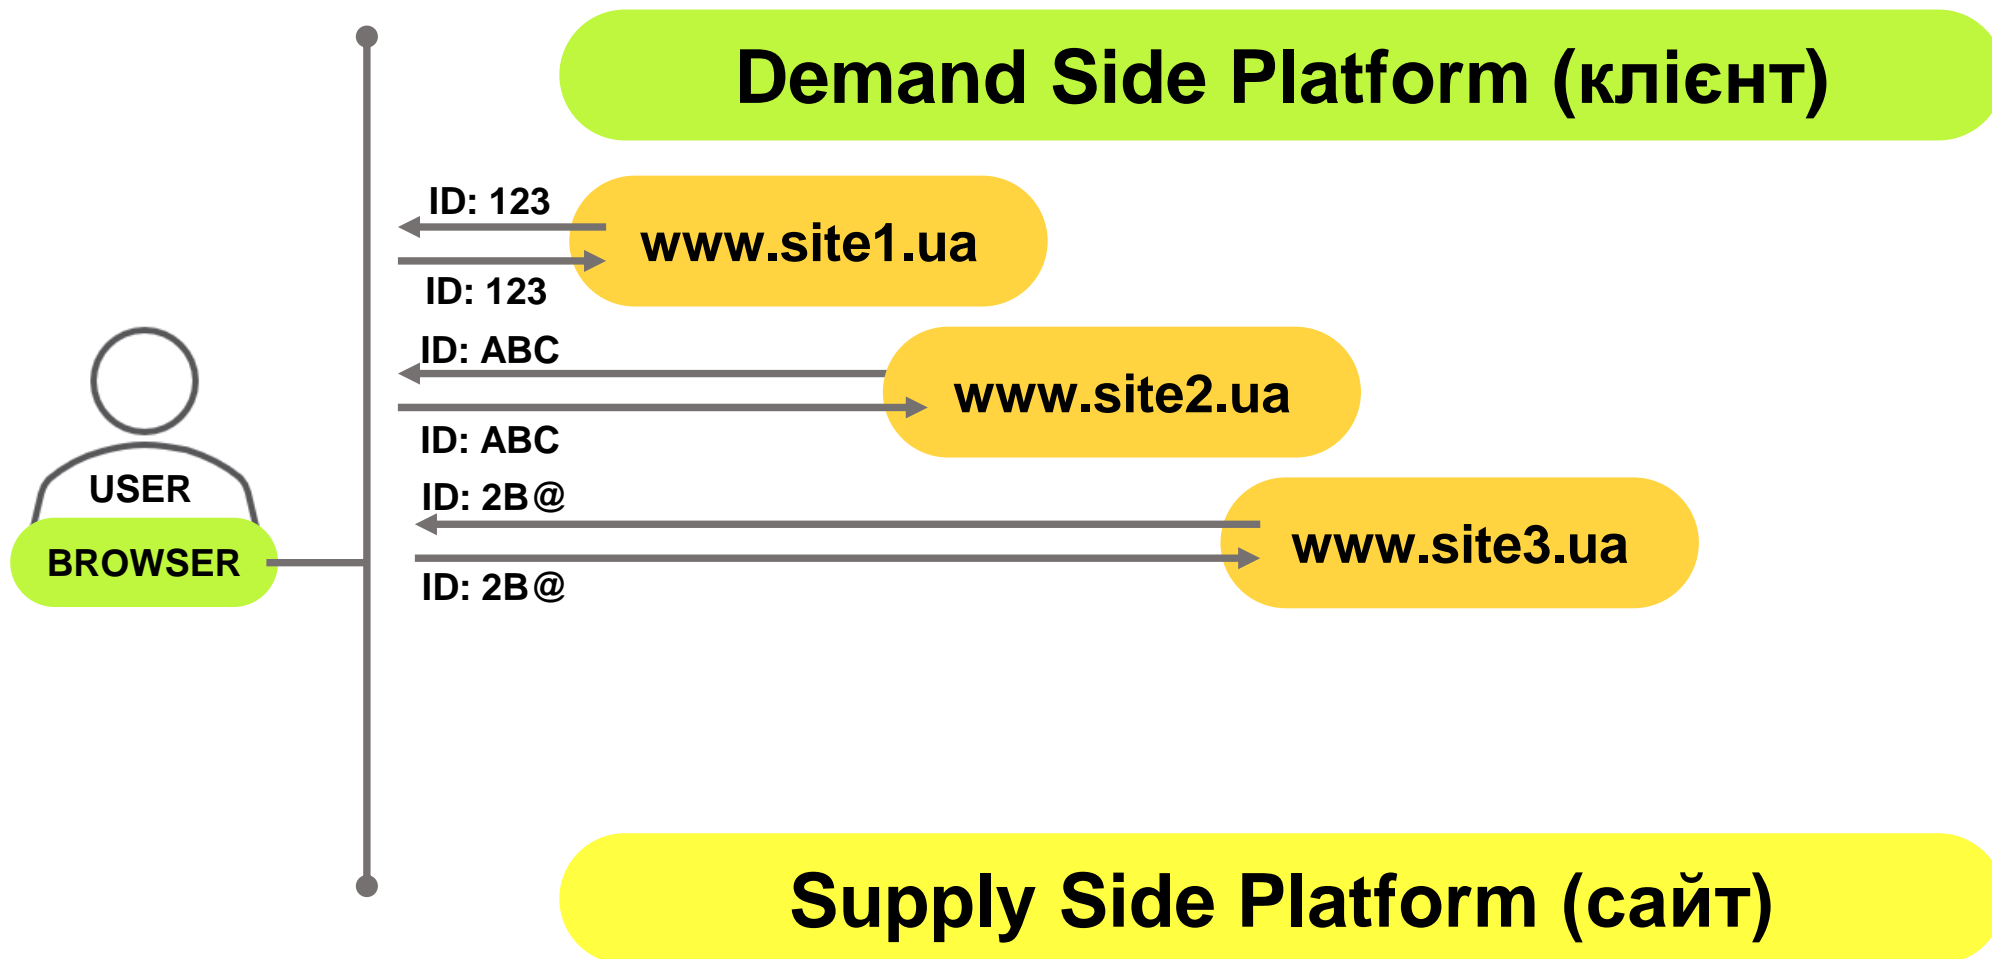 Demand Side Platform (клієнт)
ID: 123
www.site1.ua
ID: 123
ID: ABC
www.site2.ua
ID: ABC
USER
ID: 2B@
www.site3.ua
BROWSER
ID: 2B@
Supply Side Platform (сайт)